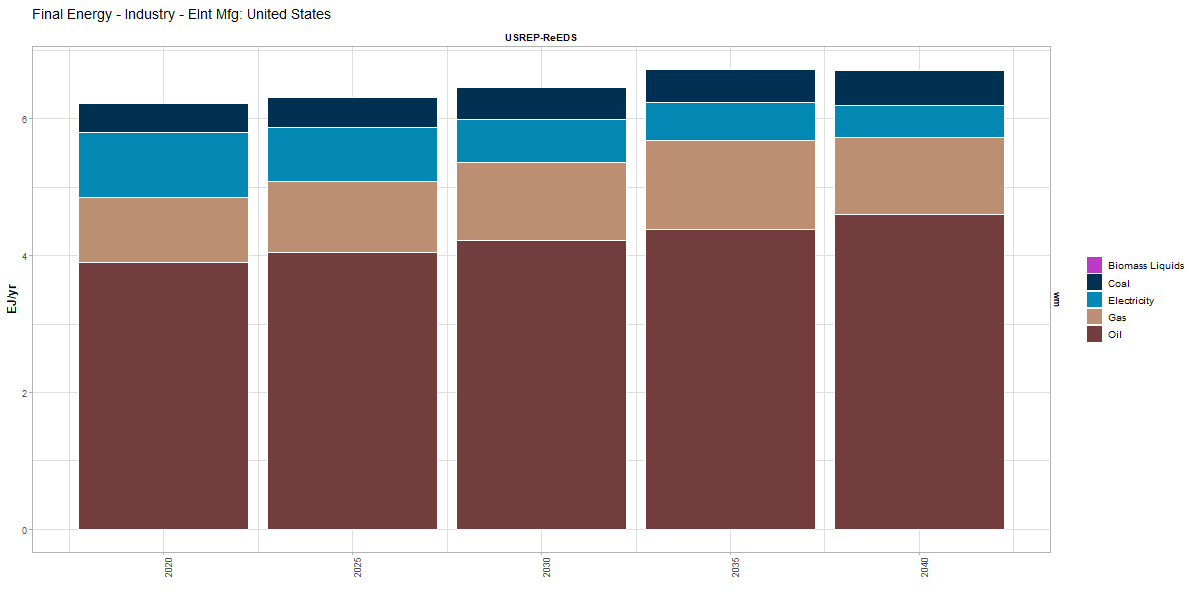 Final Energy - Industry - EInt Mfg: United States
USREP-ReEDS
EJ/yr
6
4
2
0
2020
2025
2030
2035
2040
wm
Biomass Liquids
Coal
Electricity
Gas
Oil